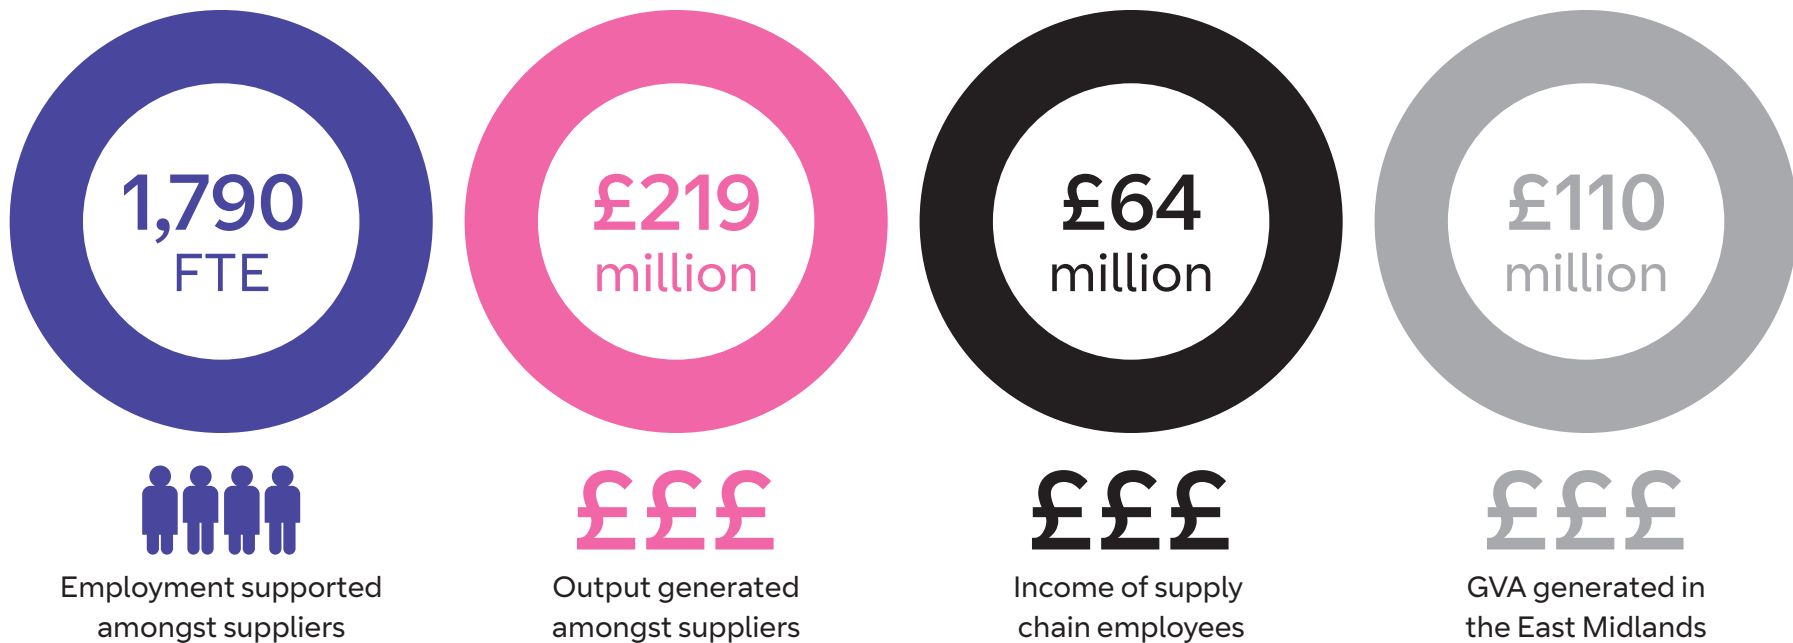 1,790
FTE
£219
million
£64
million
£110
million
£££
£££
£££
Employment supported
amongst suppliers
Output generated
amongst suppliers
Income of supply
chain employees
GVA generated in
the East Midlands